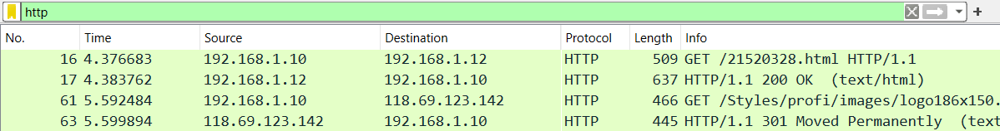 http
No. Time Source Destination Protocol Length Info
16 4.376683 192.168.1.10 192.168.1.12 HTTP 509 GET /21520328.html HTTP/1.1
17 4.383762 192.168.1.12 192.168.1.10 HTTP 637 HTTP/1.1 200 OK (text/html)
61 5.592484 192.168.1.10 118.69.123.142 HTTP 466 GET /Styles/profi/images/logo186x150.
63 5.599894 118.69.123.142 192.168.1.10 HTTP 445 HTTP/1.1 301 Moved Permanently (text